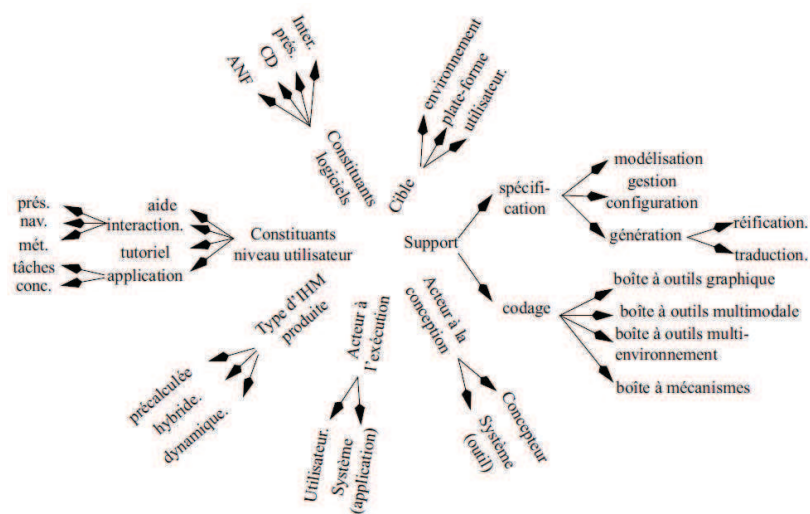 ANF
CD
prés.
Inter.
Constituants
logiciels
environnement
plate-forme
utilisateur.
Cible
Support
spécifi-
cation
modélisation
gestion
configuration
génération
réification.
traduction.
codage
boîte à outils graphique
boîte à outils multimodale
boîte à outils multi-
environnement
boîte à mécanismes
Acteur à la
conception
Concepteur
Système
(outil)
Acteur à
l'exécution
Utilisateur.
Système
(application)
Type d'IHM
produite
précalculée
hybride.
dynamique.
Constituants
niveau utilisateur
aide
interaction.
tutoriel
application
prés.
nav.
mét.
tâches
conc.